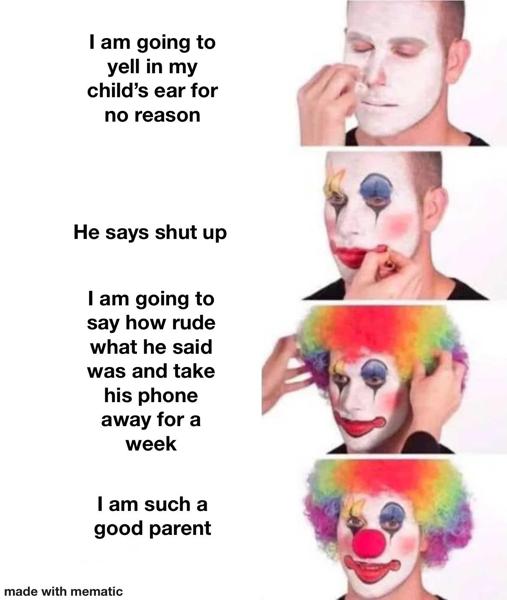 I am going to
yell in my
child's ear for
no reason
He says shut up
I am going to
say how rude
what he said
was and take
his phone
away for a
week
I am such a
good parent
made with mematic